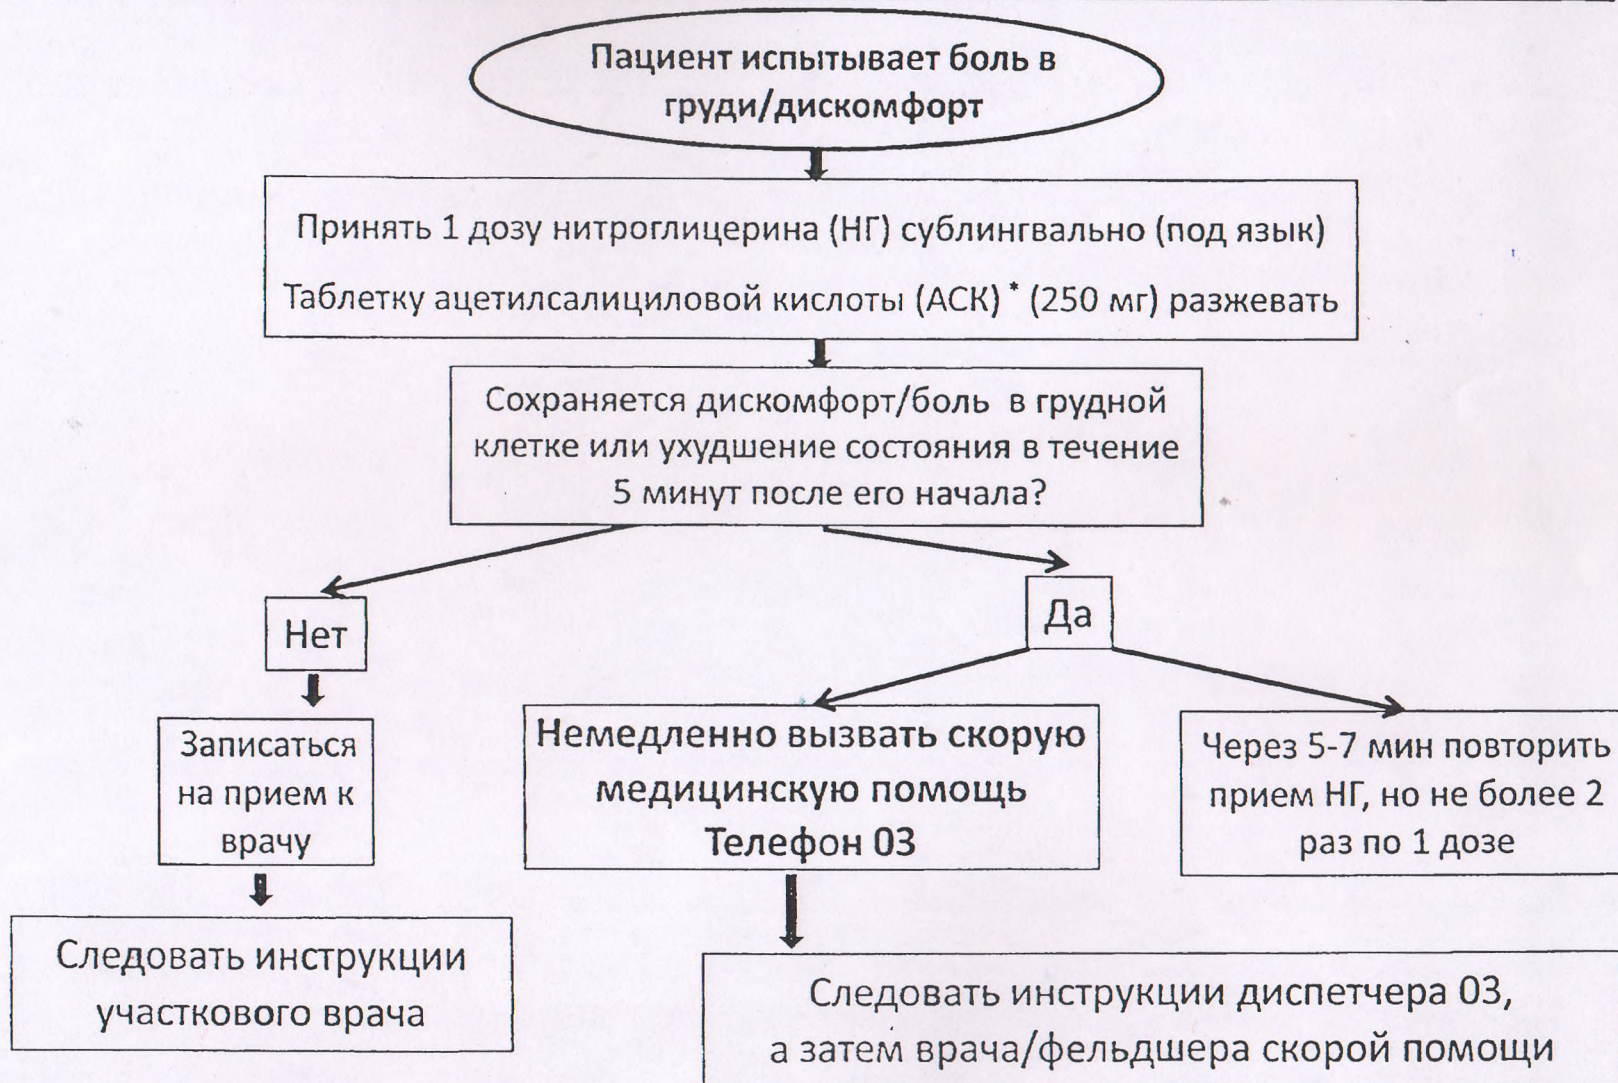 Пациент испытывает боль в
груди/дискомфорт
Принять 1 дозу нитроглицерина (НГ) сублингвально (под язык)
Таблетку ацетилсалициловой кислоты (АСК) * (250 мг) разжевать
Сохраняется дискомфорт/боль в грудной
клетке или ухудшение состояния в течение
5 минут после его начала?
Нет
Да
Записаться
на прием к
врачу
Немедленно вызвать скорую
медицинскую помощь
Телефон 03
Через 5-7 мин повторить
прием НГ, но не более 2
раз по 1 дозе
Следовать инструкции
участкового врача
Следовать инструкции диспетчера 03,
а затем врача/фельдшера скорой помощи